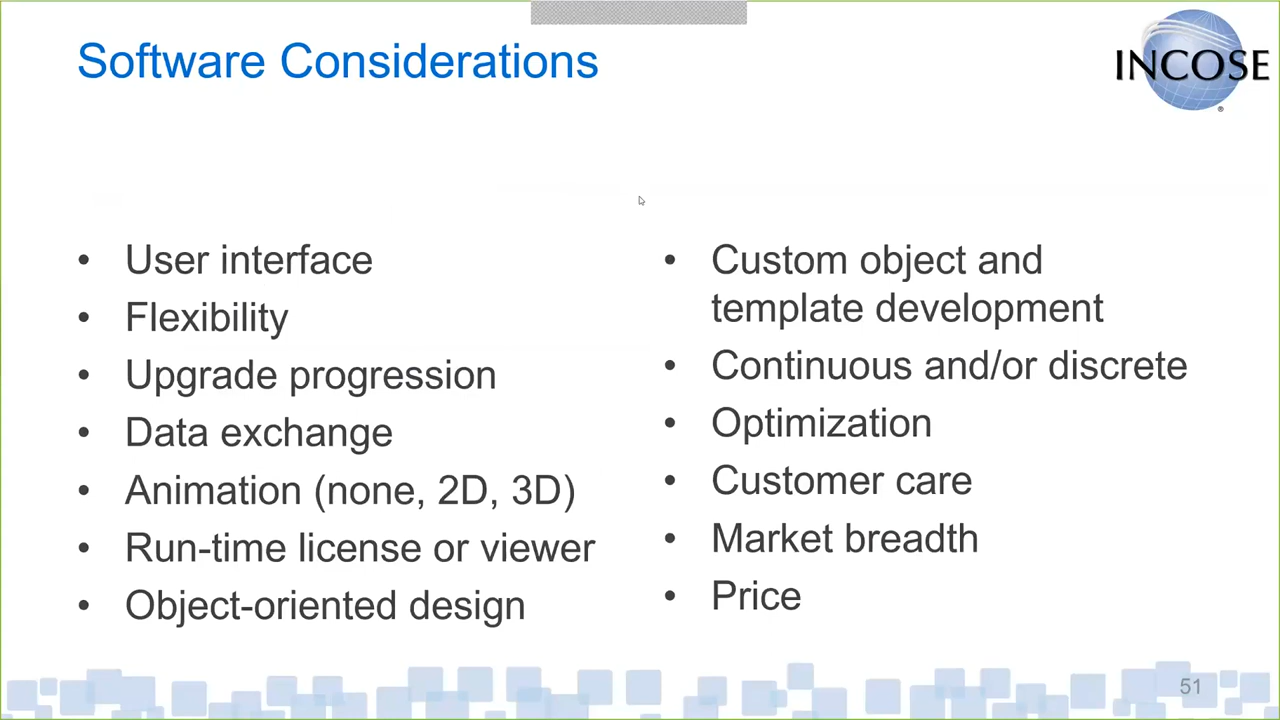 Software Considerations
INCOSE
®
• User interface
• Flexibility
• Upgrade progression
• Data exchange
• Animation (none, 2D, 3D)
• Run-time license or viewer
• Object-oriented design
• Custom object and
template development
• Continuous and/or discrete
• Optimization
• Customer care
• Market breadth
• Price
51